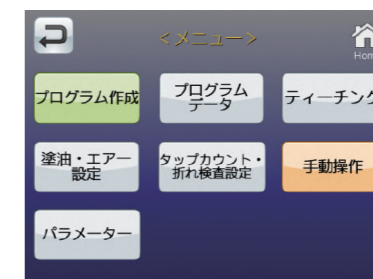 <メニュー>
Home
プログラム作成
プログラム
データ
ティーチング
塗油・エアー
設定
タップカウント・
折れ検査設定
手動操作
パラメーター